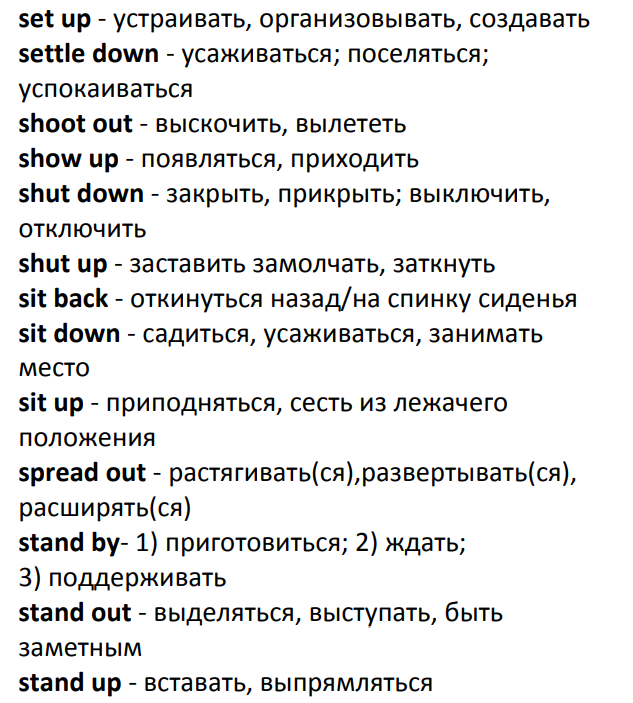 set up - устраивать, организовывать, создавать
settle down - усаживаться; поселяться;
успокаиваться
shoot out - выскочить, вылететь
show up - появляться, приходить
shut down - закрыть, прикрыть; выключить,
отключить
shut up - заставить замолчать, заткнуть
sit back - откинуться назад/на спинку сиденья
sit down - садиться, усаживаться, занимать
место
sit up - приподняться, сесть из лежачего
положения
spread out - растягивать(ся),развертывать(ся),
расширять(ся)
stand by- 1) приготовиться; 2) ждать;
3) поддерживать
stand out - выделяться, выступать, быть
заметным
stand up - вставать, выпрямляться